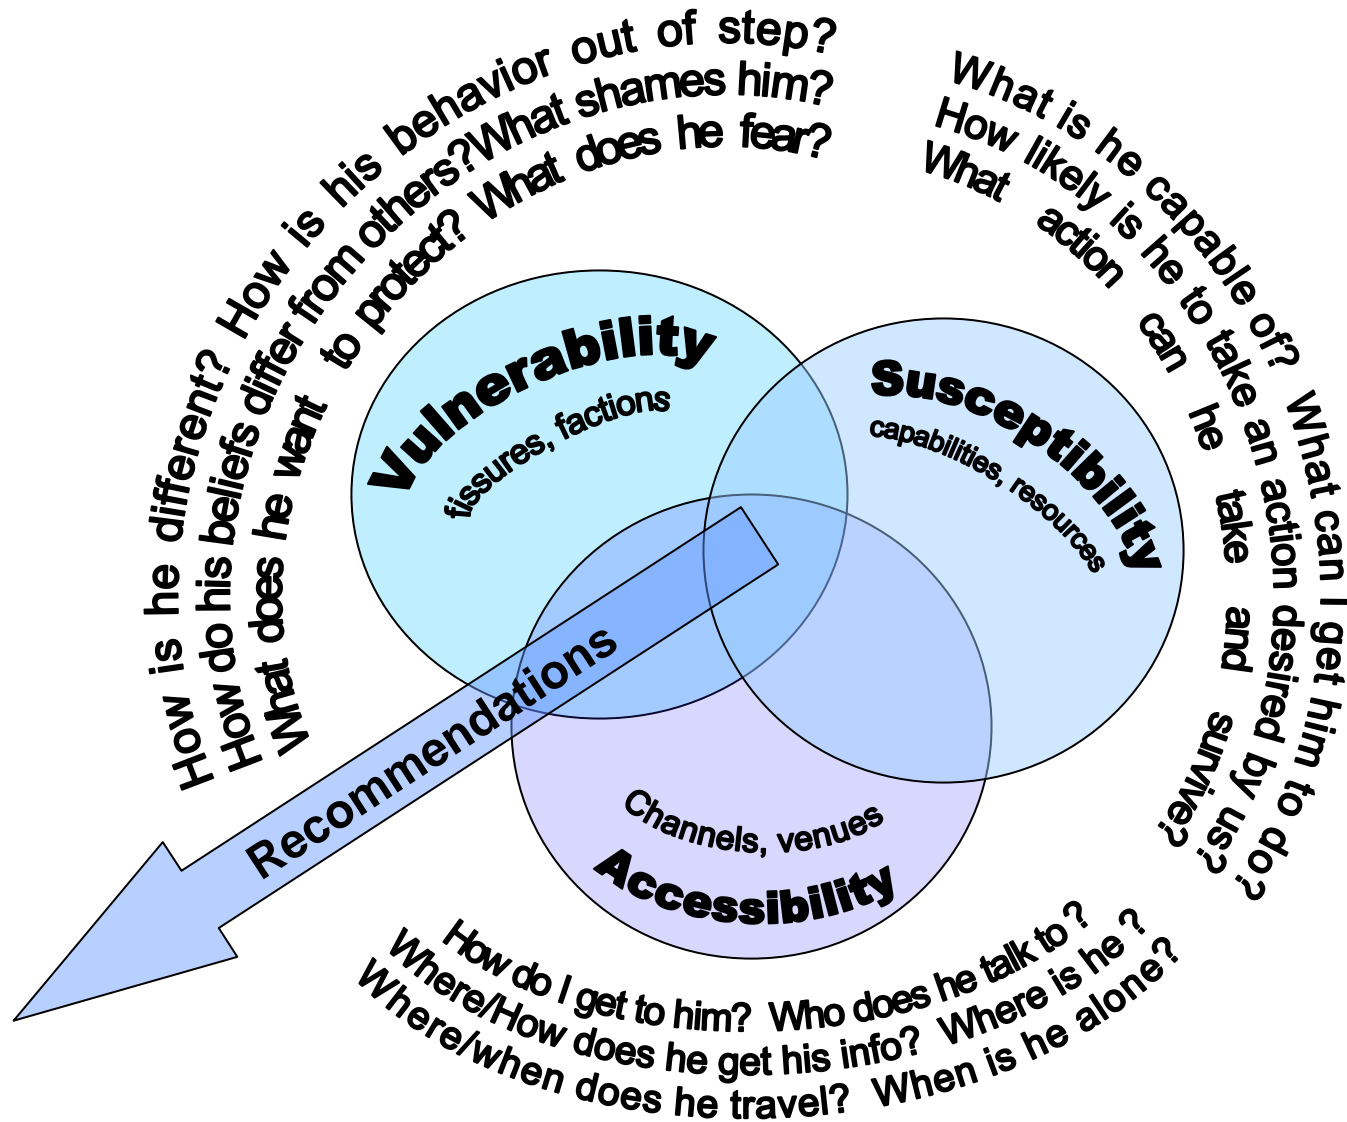 How is he different? How is his behavior out of step?
How do his beliefs differ from others?What shames him?
What does he want to protect? What does he fear?
What is he capable of? What can I get him to do?
How likely is he to take an action desired by us?
What action can he take and survive?
Vulnerability
fissures, factions
Susceptibility
capabilities, resources
Recommendations
Channels, venues
Accessibility
How do I get to him? Who does he talk to ?
Where/How does he get his info? Where is he ?
Where/when does he travel? When is he alone?